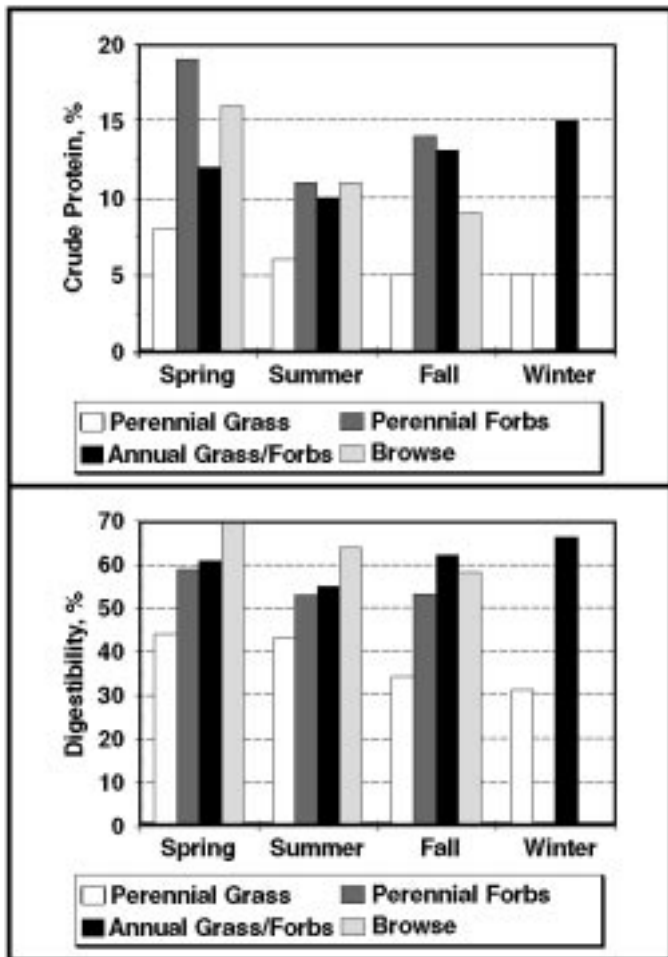 Crude Protein, %
20
15
10
5
0
Spring Summer Fall Winter
Perennial Grass Perennial Forbs
Annual Grass/Forbs Browse
Digestibility, %
70
60
50
40
30
20
10
0
Spring Summer Fall Winter
Perennial Grass Perennial Forbs
Annual Grass/Forbs Browse